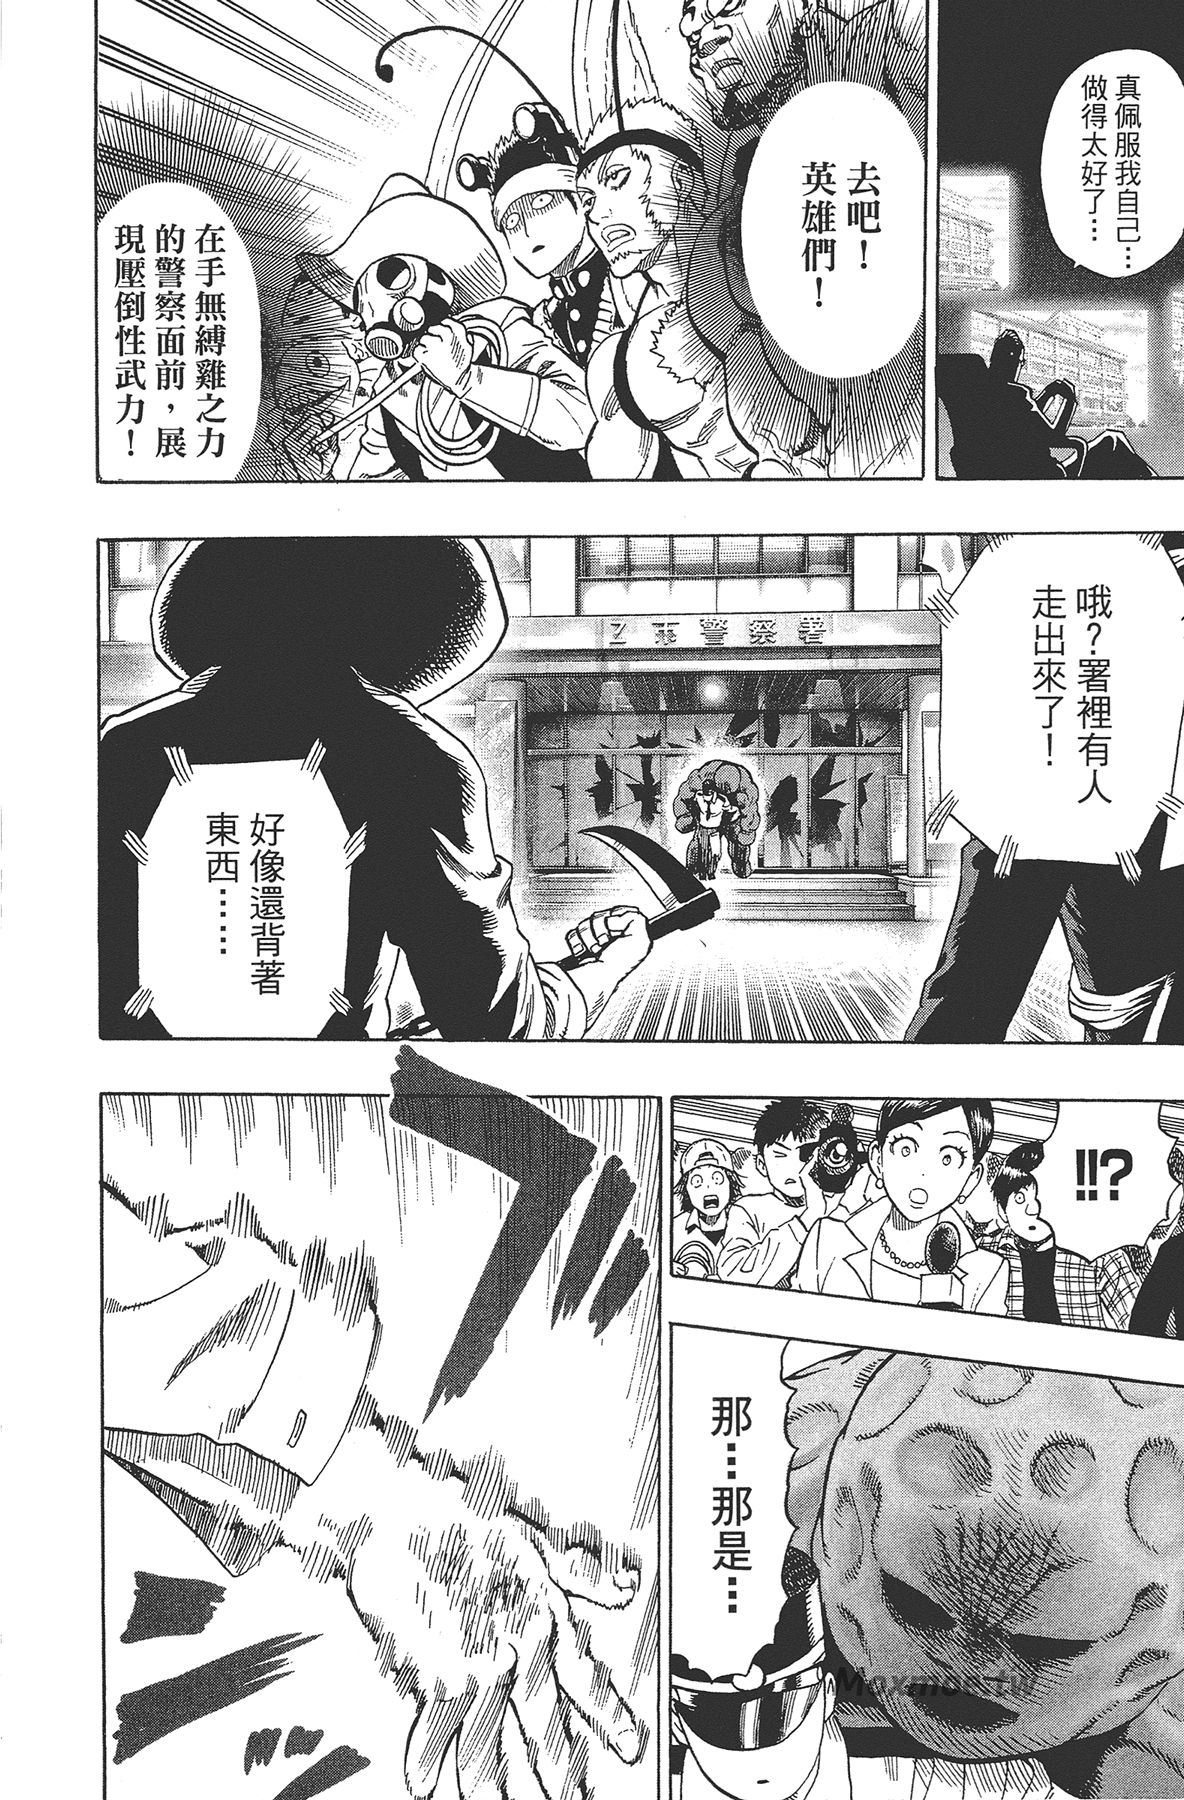 真佩服我自己…
做得太好了…
去吧！
英雄們！
在手無縛雞之力
的警察面前，展
現壓倒性武力！
哦？署裡有人
走出來了！
Z市警察署
好像還背著
東西……
!!?
那…那是…
Moxmoe.tw